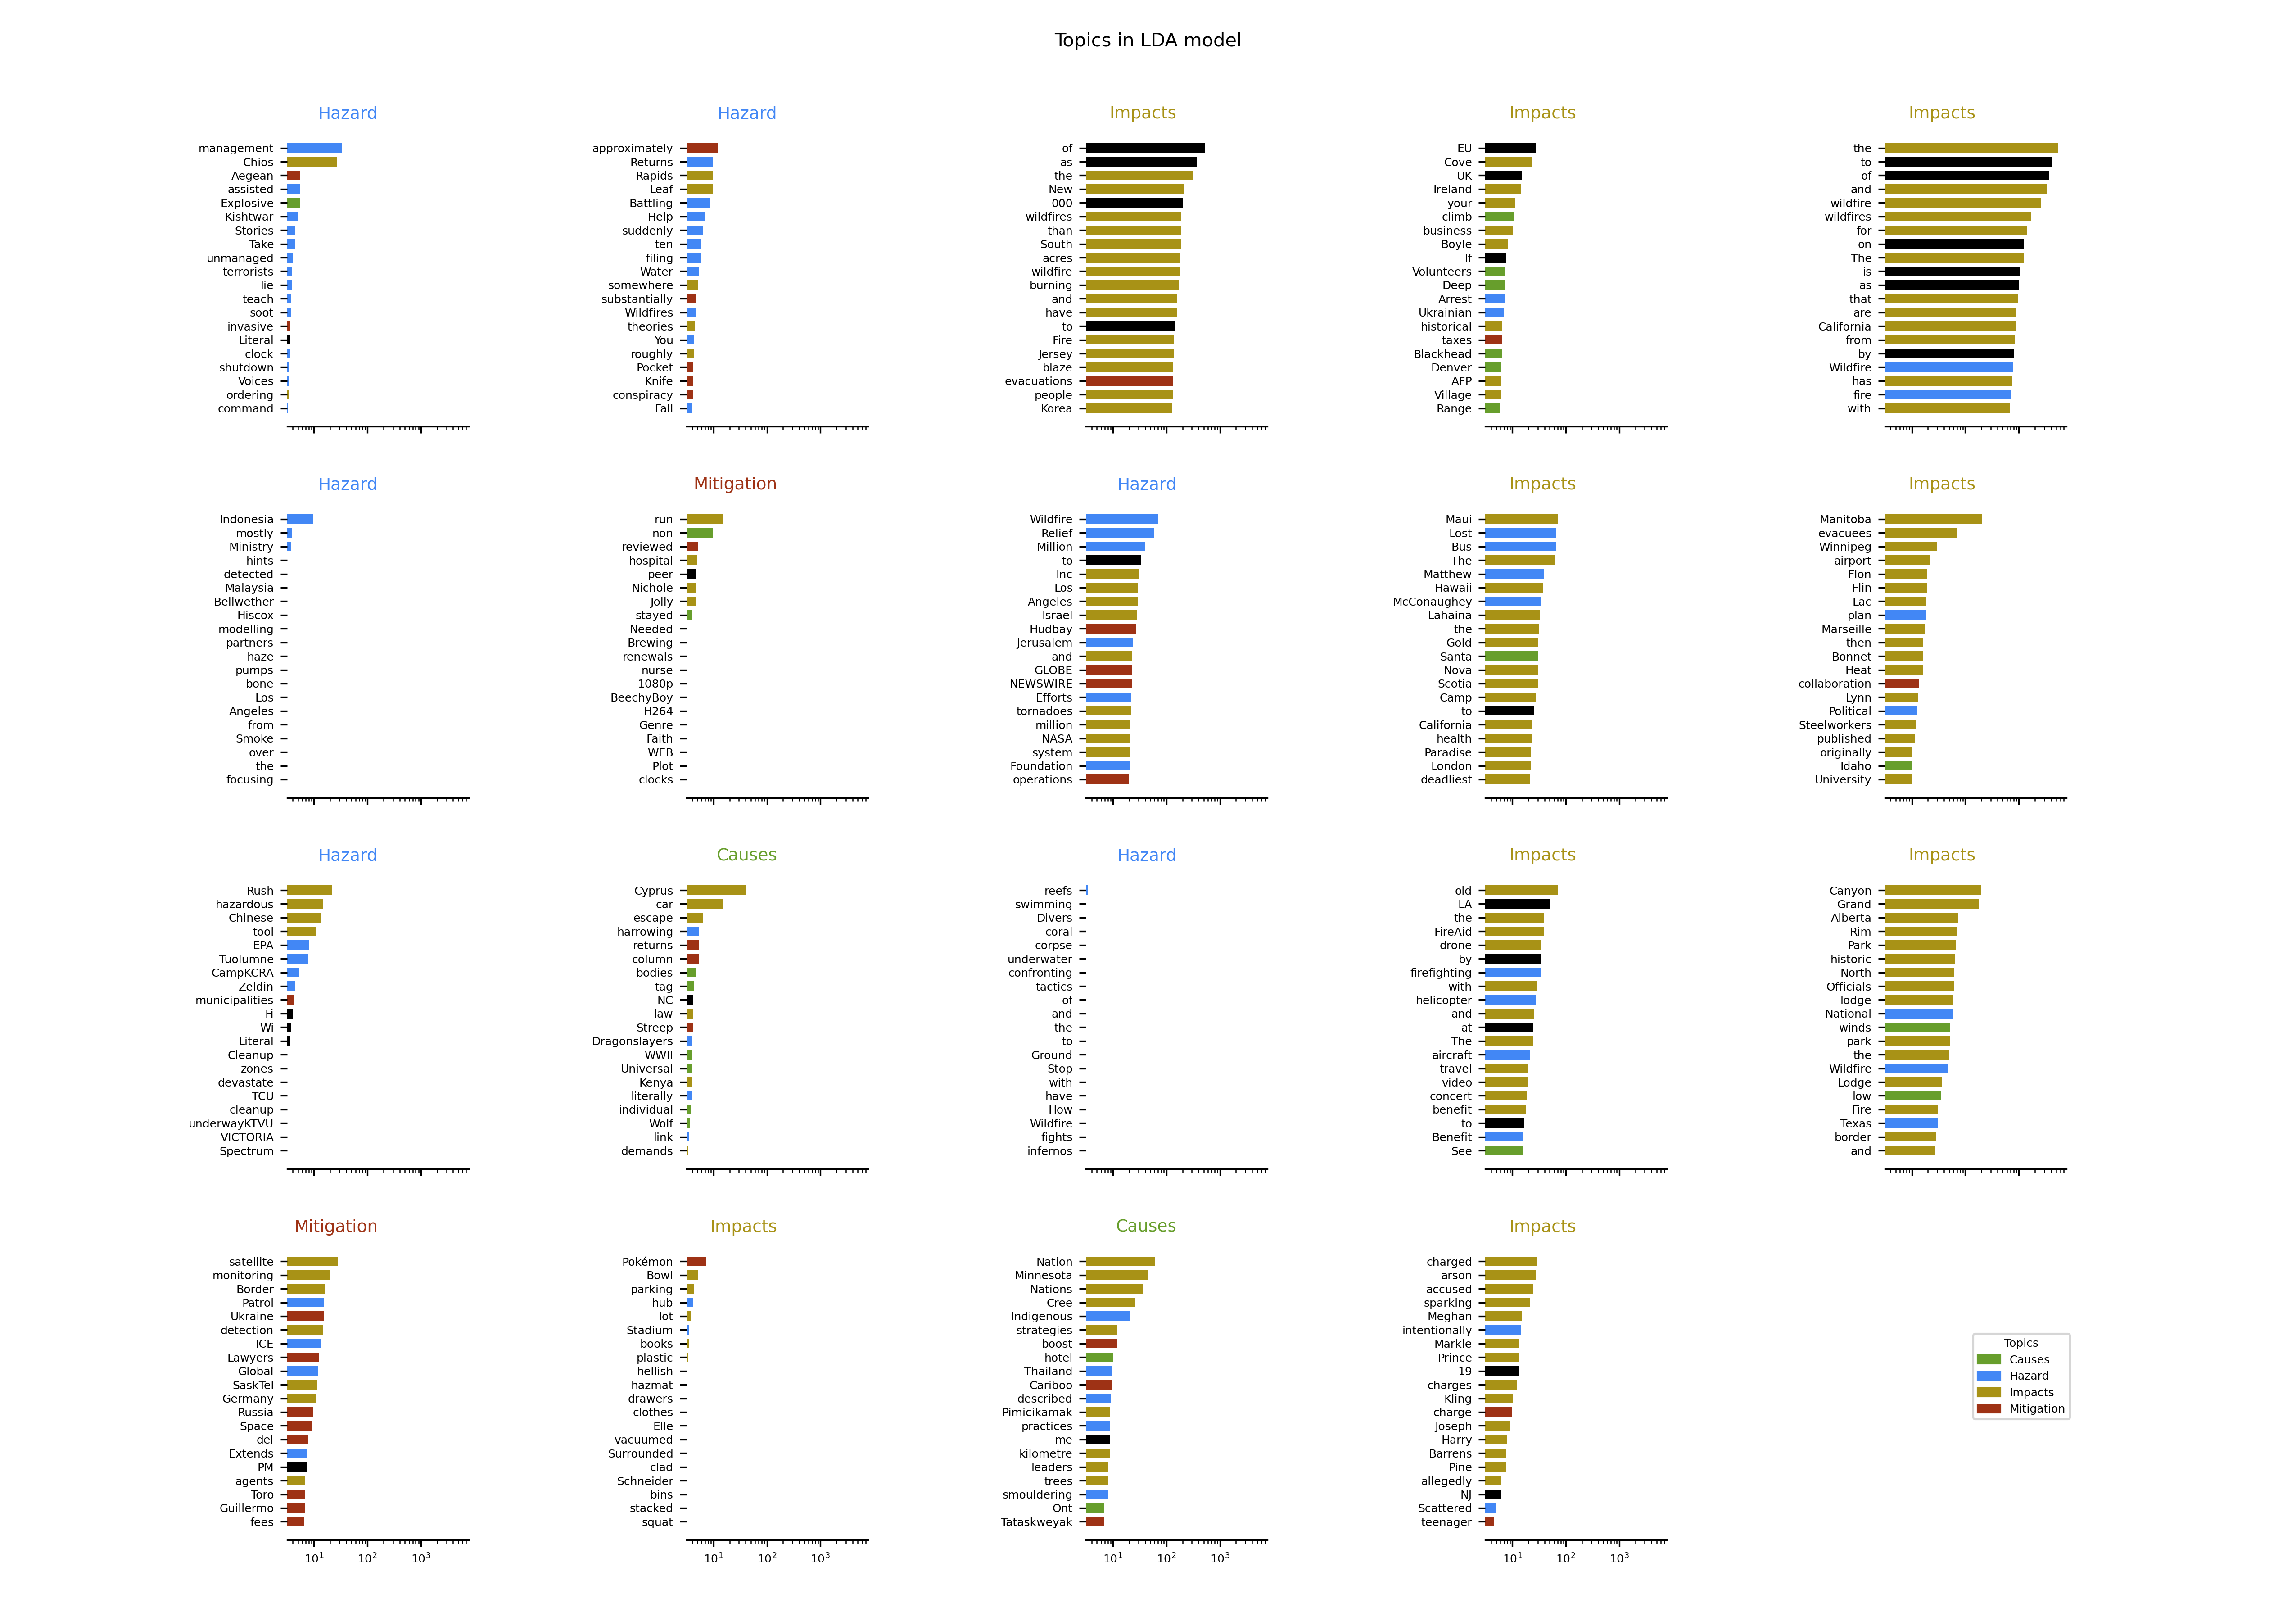 Topics in LDA model
Hazard
management
Chios
Aegean
assisted
Explosive
Kishtwar
Stories
Take
unmanaged
terrorists
lie
teach
soot
invasive
Literal
clock
shutdown
Voices
ordering
command
Hazard
approximately
Returns
Rapids
Leaf
Battling
Help
suddenly
ten
filing
Water
somewhere
substantially
Wildfires
theories
You
roughly
Pocket
Knife
conspiracy
Fall
Impacts
of
as
the
New
000
wildfires
than
South
acres
wildfire
burning
and
have
to
Fire
Jersey
blaze
evacuations
people
Korea
Impacts
EU
Cove
UK
Ireland
your
climb
business
Boyle
If
Volunteers
Deep
Arrest
Ukrainian
historical
taxes
Blackhead
Denver
AFP
Village
Range
Impacts
the
to
of
and
wildfire
wildfires
for
on
The
is
as
that
are
California
from
by
Wildfire
has
fire
with
Hazard
Indonesia
mostly
Ministry
hints
detected
Malaysia
Bellwether
Hiscox
modelling
partners
haze
pumps
bone
Los
Angeles
from
Smoke
over
the
focusing
Mitigation
run
non
reviewed
hospital
peer
Nichole
Jolly
stayed
Needed
Brewing
renewals
nurse
1080p
BeechyBoy
H264
Genre
Faith
WEB
Plot
clocks
Hazard
Wildfire
Relief
Million
to
Inc
Los
Angeles
Israel
Hudbay
Jerusalem
and
GLOBE
NEWSWIRE
Efforts
tornadoes
million
NASA
system
Foundation
operations
Impacts
Maui
Lost
Bus
The
Matthew
Hawaii
McConaughey
Lahaina
the
Gold
Santa
Nova
Scotia
Camp
to
California
health
Paradise
London
deadliest
Impacts
Manitoba
evacuees
Winnipeg
airport
Flon
Flin
Lac
plan
Marseille
then
Bonnet
Heat
collaboration
Lynn
Political
Steelworkers
published
originally
Idaho
University
Hazard
Rush
hazardous
Chinese
tool
EPA
Tuolumne
CampKCRA
Zeldin
municipalities
Fi
Wi
Literal
Cleanup
zones
devastate
TCU
cleanup
underwayKTVU
VICTORIA
Spectrum
Causes
Cyprus
car
escape
harrowing
returns
column
bodies
tag
NC
law
Streep
Dragonslayers
WWII
Universal
Kenya
literally
individual
Wolf
link
demands
Hazard
reefs
swimming
Divers
coral
corpse
underwater
confronting
tactics
of
and
the
to
Ground
Stop
with
have
How
Wildfire
fights
infernos
Impacts
old
LA
the
FireAid
drone
by
firefighting
with
helicopter
and
at
The
aircraft
travel
video
concert
benefit
to
Benefit
See
Impacts
Canyon
Grand
Alberta
Rim
Park
historic
North
Officials
lodge
National
winds
park
the
Wildfire
Lodge
low
Fire
Texas
border
and
Mitigation
satellite
monitoring
Border
Patrol
Ukraine
detection
ICE
Lawyers
Global
SaskTel
Germany
Russia
Space
del
Extends
PM
agents
Toro
Guillermo
fees
10¹ 10² 10³
Impacts
Pokémon
Bowl
parking
hub
lot
Stadium
books
plastic
hellish
hazmat
drawers
clothes
Elle
vacuumed
Surrounded
clad
Schneider
bins
stacked
squat
10¹ 10² 10³
Causes
Nation
Minnesota
Nations
Cree
Indigenous
strategies
boost
hotel
Thailand
Cariboo
described
Pimicikamak
practices
me
kilometre
leaders
trees
smouldering
Ont
Tataskweyak
10¹ 10² 10³
Impacts
charged
arson
accused
sparking
Meghan
intentionally
Markle
Prince
19
charges
Kling
charge
Joseph
Harry
Barrens
Pine
allegedly
NJ
Scattered
teenager
10¹ 10² 10³
Topics
Causes
Hazard
Impacts
Mitigation